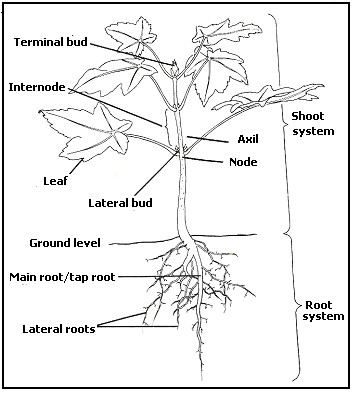 Terminal bud
Internode
Shoot
system
Axil
Node
Leaf
Lateral bud
Ground level
Main root/tap root
Root
system
Lateral roots